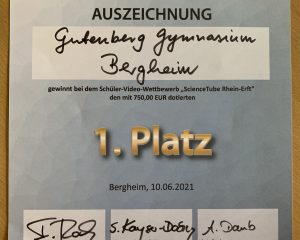 AUSZEICHNUNG
Gutenberg Gymnasium
Bergheim
gewinnt bei dem Schüler-Video-Wettbewerb „ScienceTube Rhein-Erft“
den mit 750,00 EUR dotierten
1. Platz
Bergheim, 10.06.2021
A. Daub